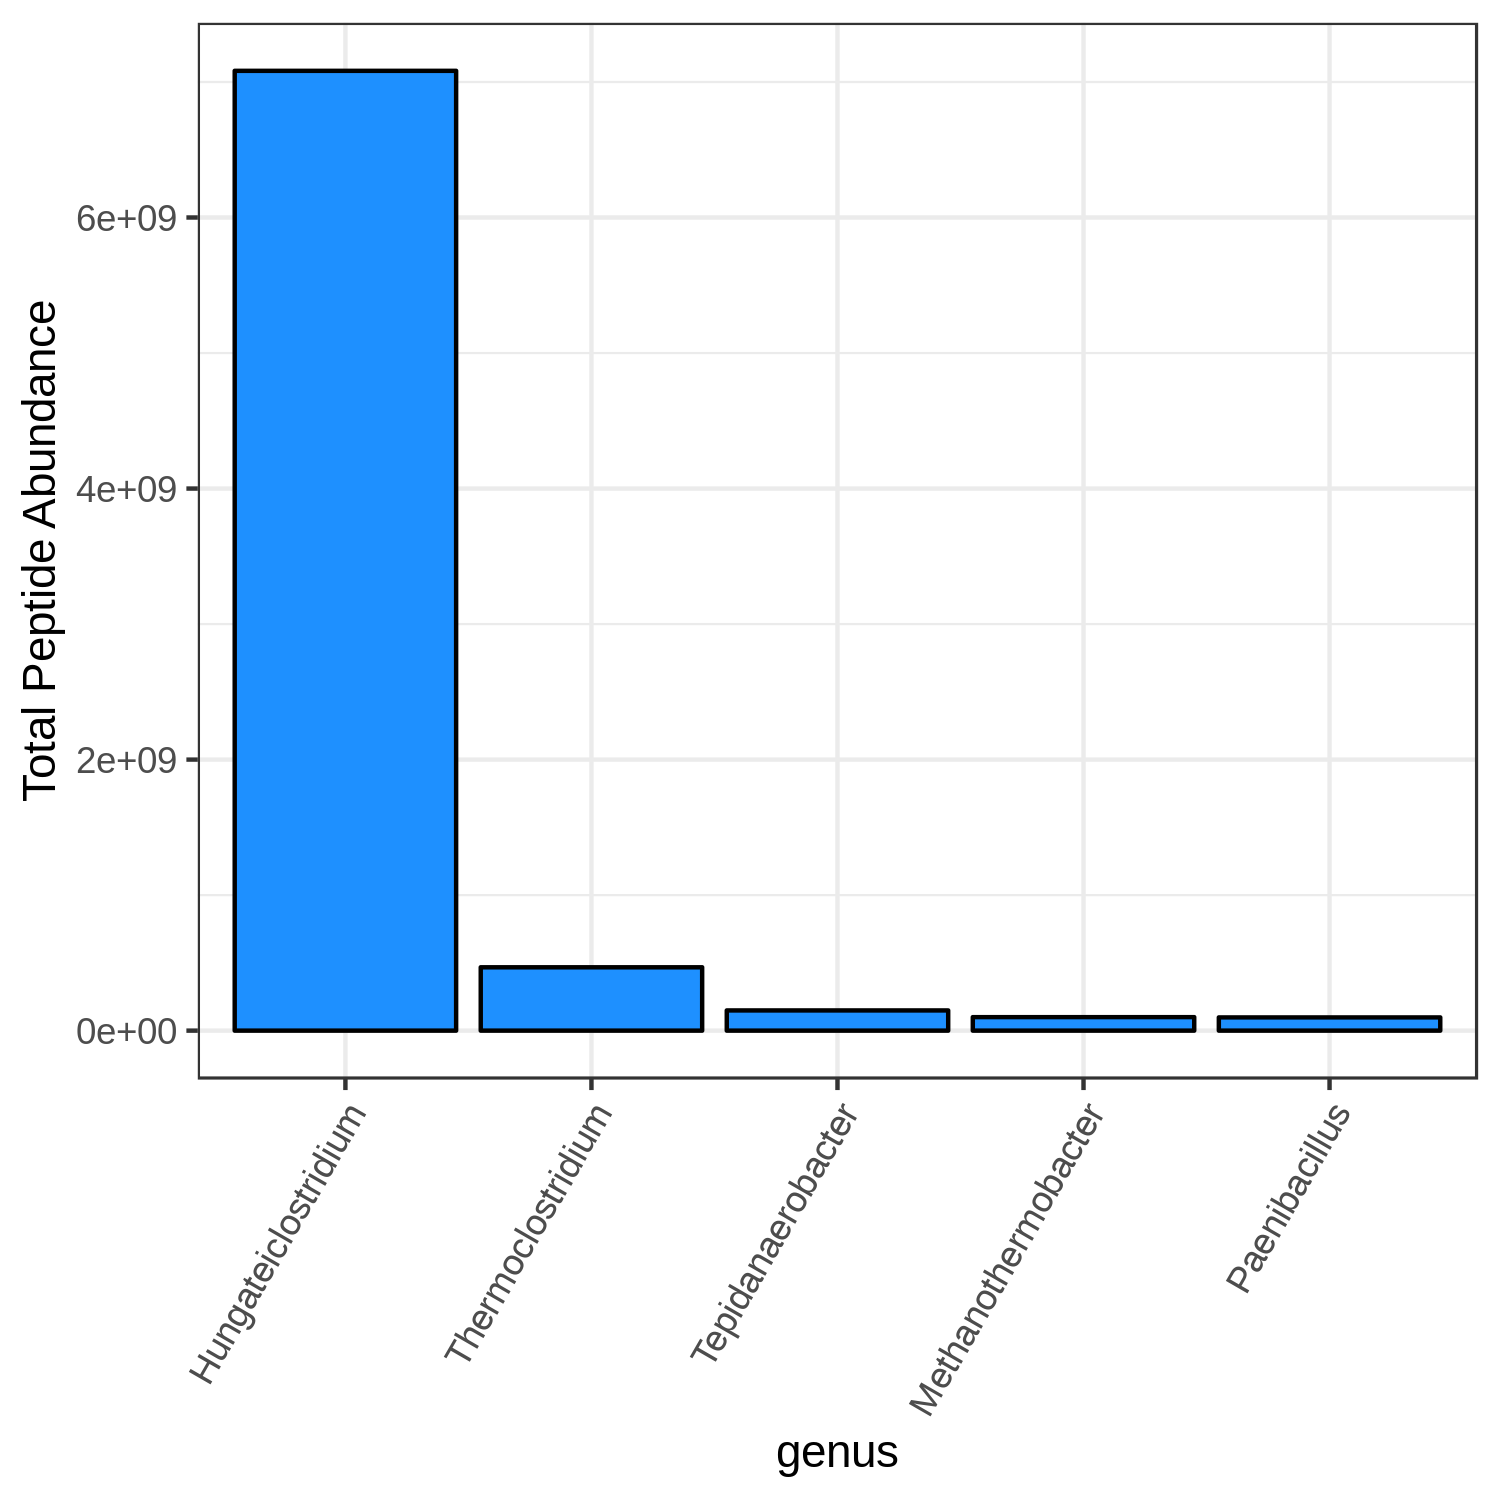 Total Peptide Abundance
6e+09
4e+09
2e+09
0e+00
Hungateiclostridium
Thermoclostridium
Tepidanaerobacter
Methanothermobacter
Paenibacillus
genus